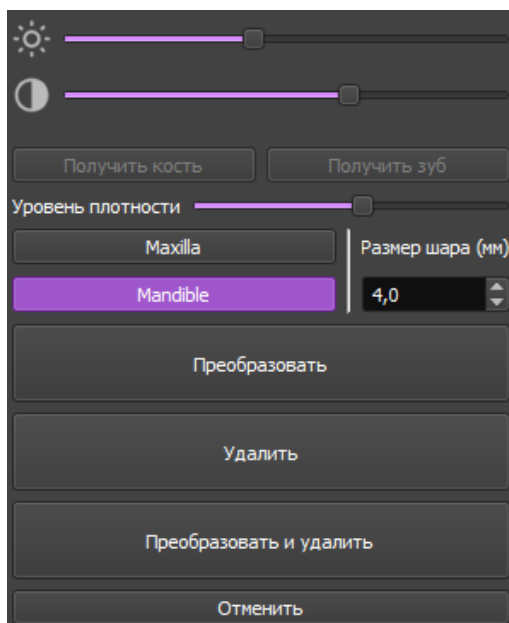 Получить кость
Получить зуб
Уровень плотности
Maxilla
Размер шара (мм)
Mandible
4,0
Преобразовать
Удалить
Преобразовать и удалить
Отменить